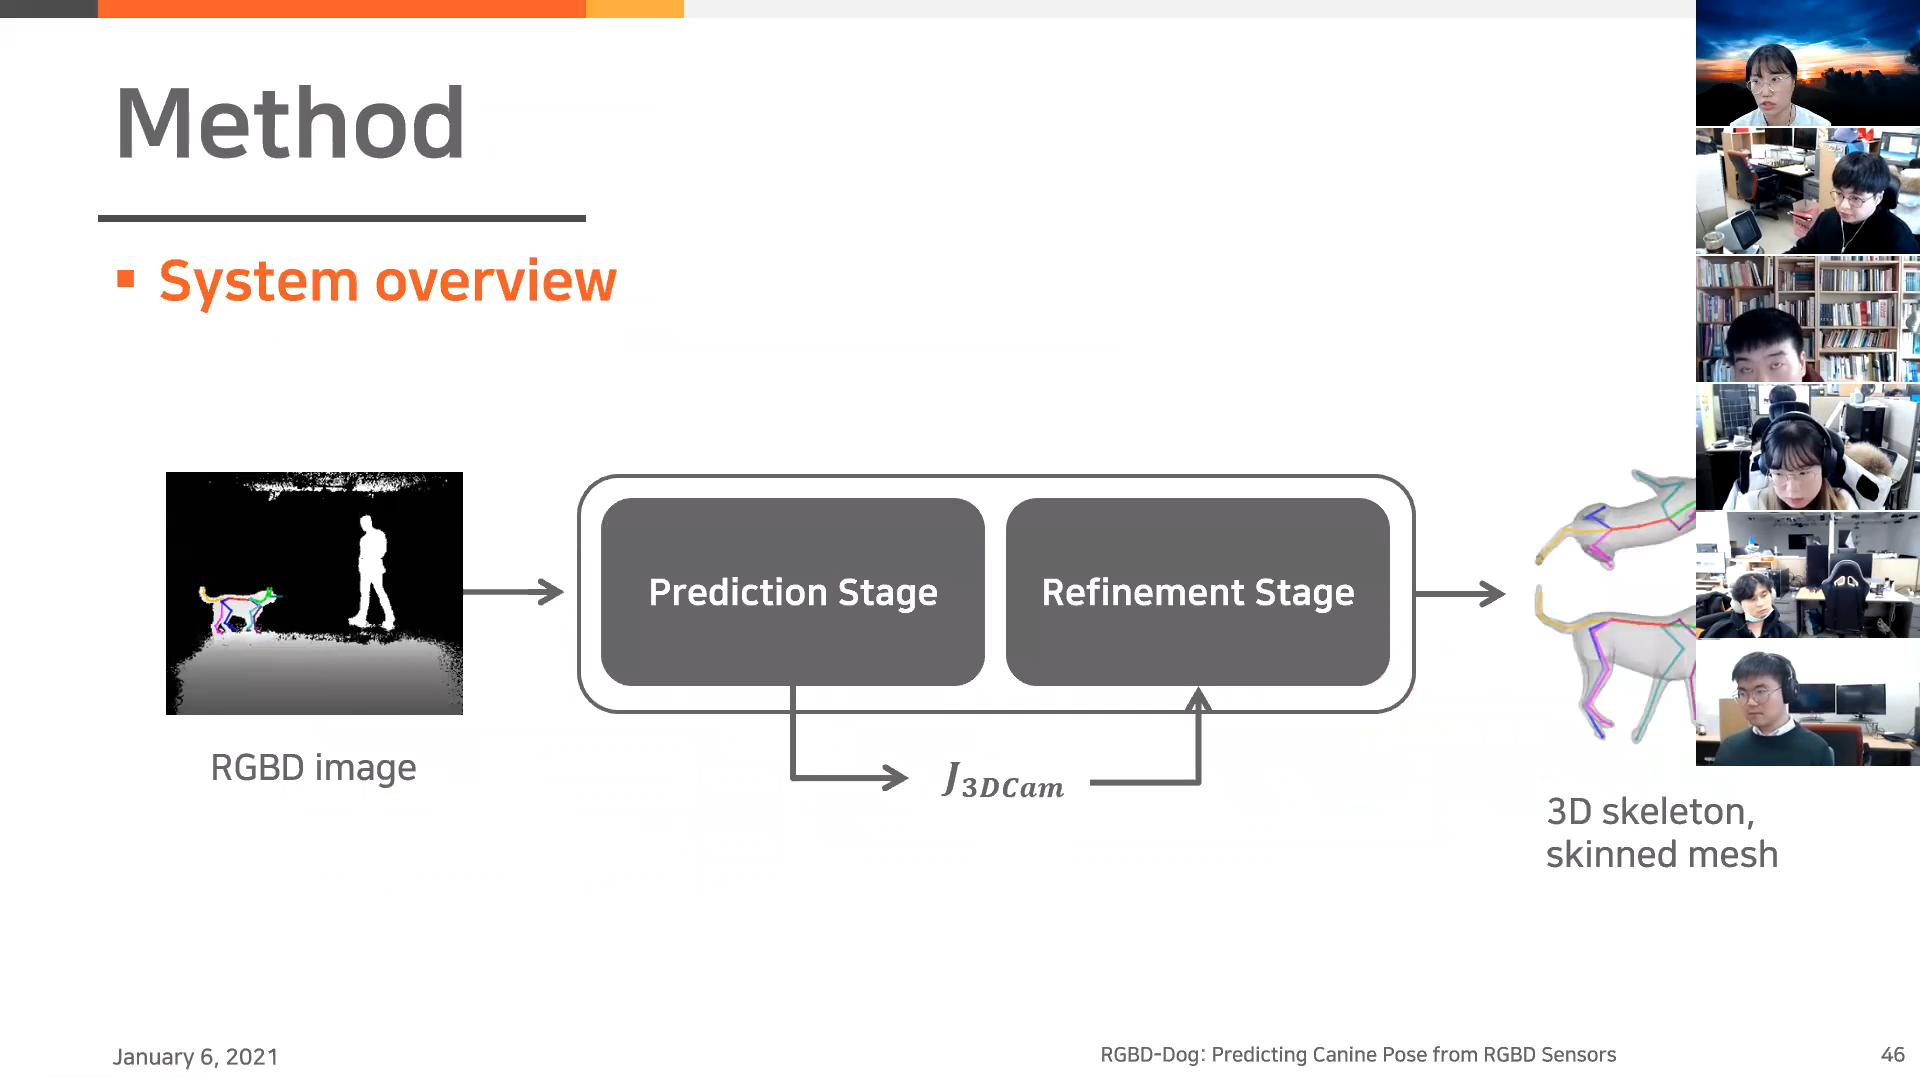 Method
▪ System overview
Prediction Stage
Refinement Stage
RGBD image
J3DCam
3D skeleton,
skinned mesh
January 6, 2021
RGBD-Dog: Predicting Canine Pose from RGBD Sensors
46